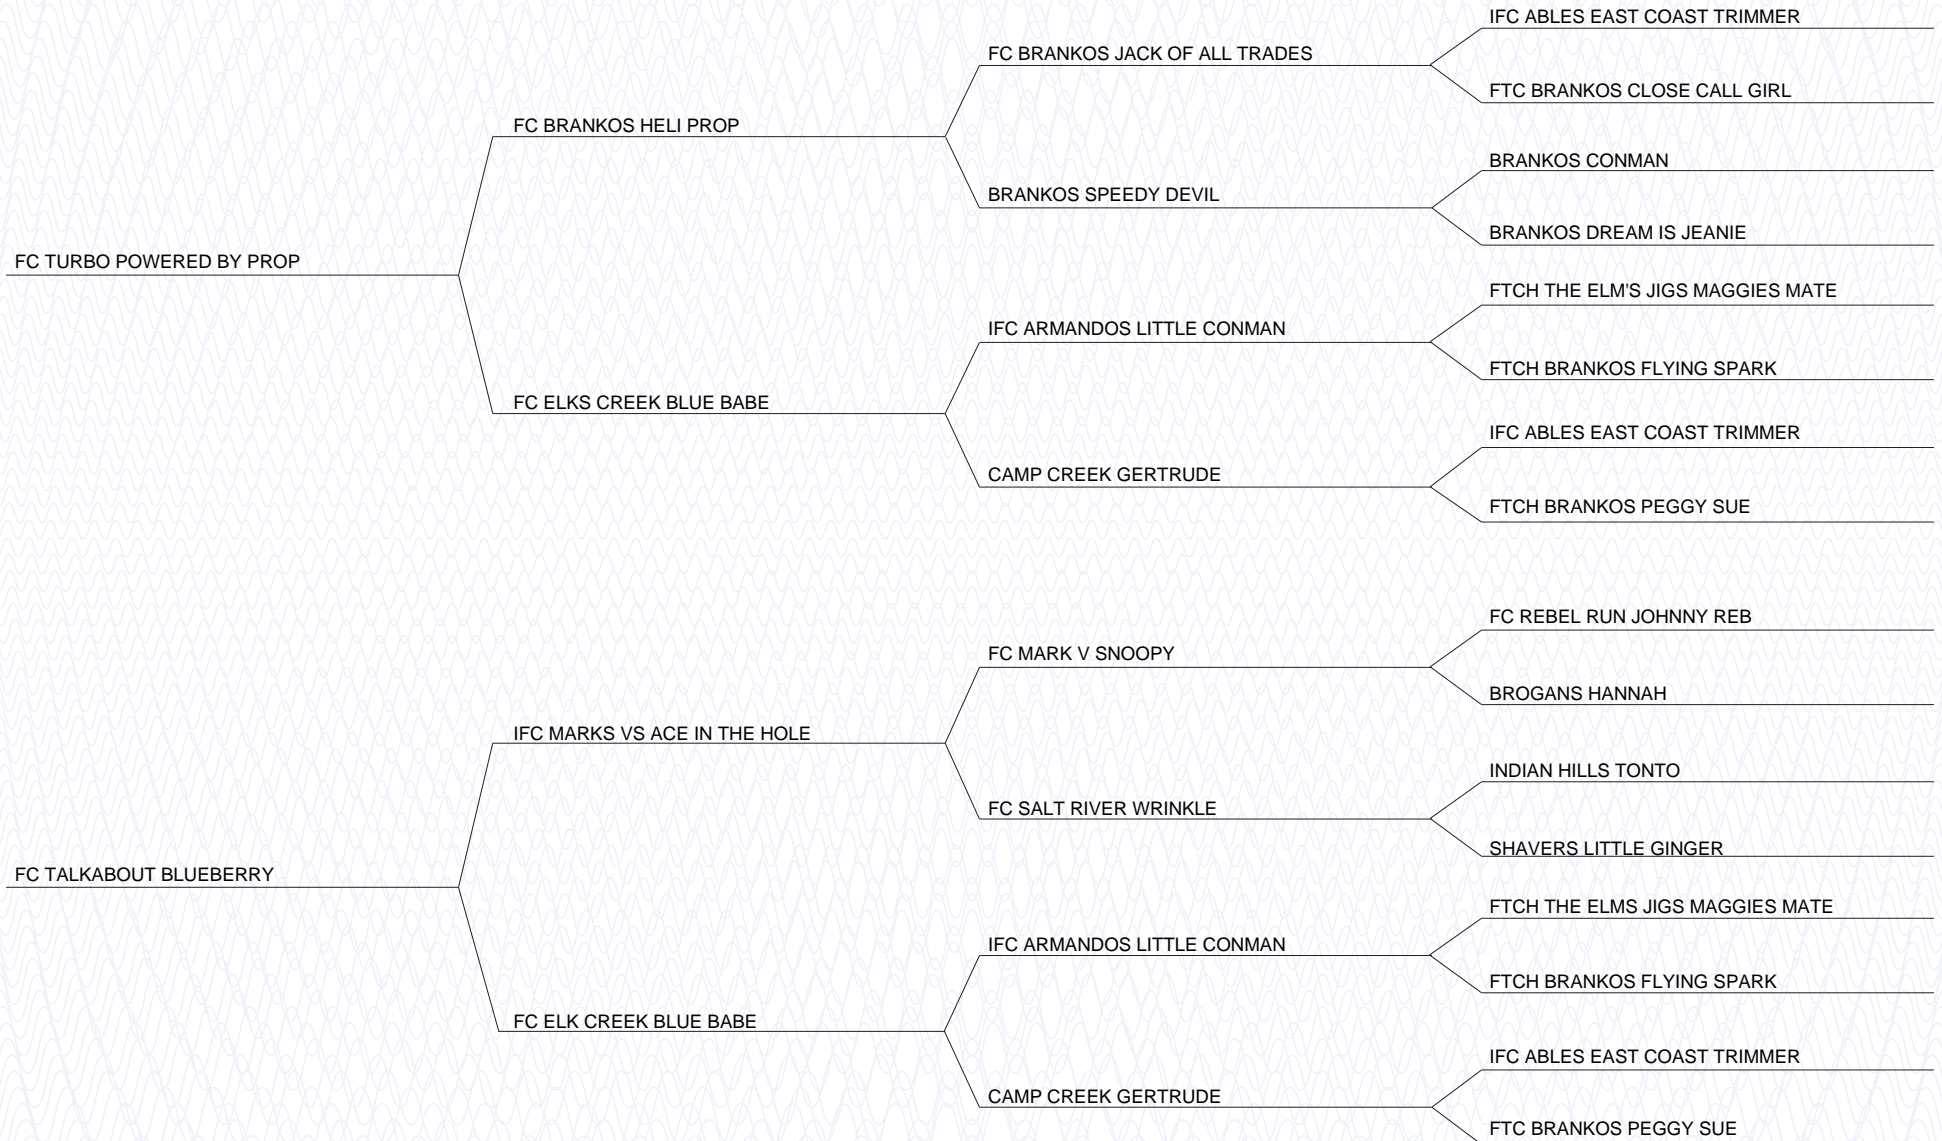 IFC ABLES EAST COAST TRIMMER
FC BRANKOS JACK OF ALL TRADES
FTC BRANKOS CLOSE CALL GIRL
FC BRANKOS HELI PROP
BRANKOS CONMAN
BRANKOS SPEEDY DEVIL
BRANKOS DREAM IS JEANIE
FC TURBO POWERED BY PROP
FTCH THE ELM'S JIGS MAGGIES MATE
IFC ARMANDOS LITTLE CONMAN
FTCH BRANKOS FLYING SPARK
FC ELKS CREEK BLUE BABE
IFC ABLES EAST COAST TRIMMER
CAMP CREEK GERTRUDE
FTCH BRANKOS PEGGY SUE
FC REBEL RUN JOHNNY REB
FC MARK V SNOOPY
BROGANS HANNAH
IFC MARKS VS ACE IN THE HOLE
INDIAN HILLS TONTO
FC SALT RIVER WRINKLE
SHAVERS LITTLE GINGER
FC TALKABOUT BLUEBERRY
FTCH THE ELMS JIGS MAGGIES MATE
IFC ARMANDOS LITTLE CONMAN
FTCH BRANKOS FLYING SPARK
FC ELK CREEK BLUE BABE
IFC ABLES EAST COAST TRIMMER
CAMP CREEK GERTRUDE
FTC BRANKOS PEGGY SUE